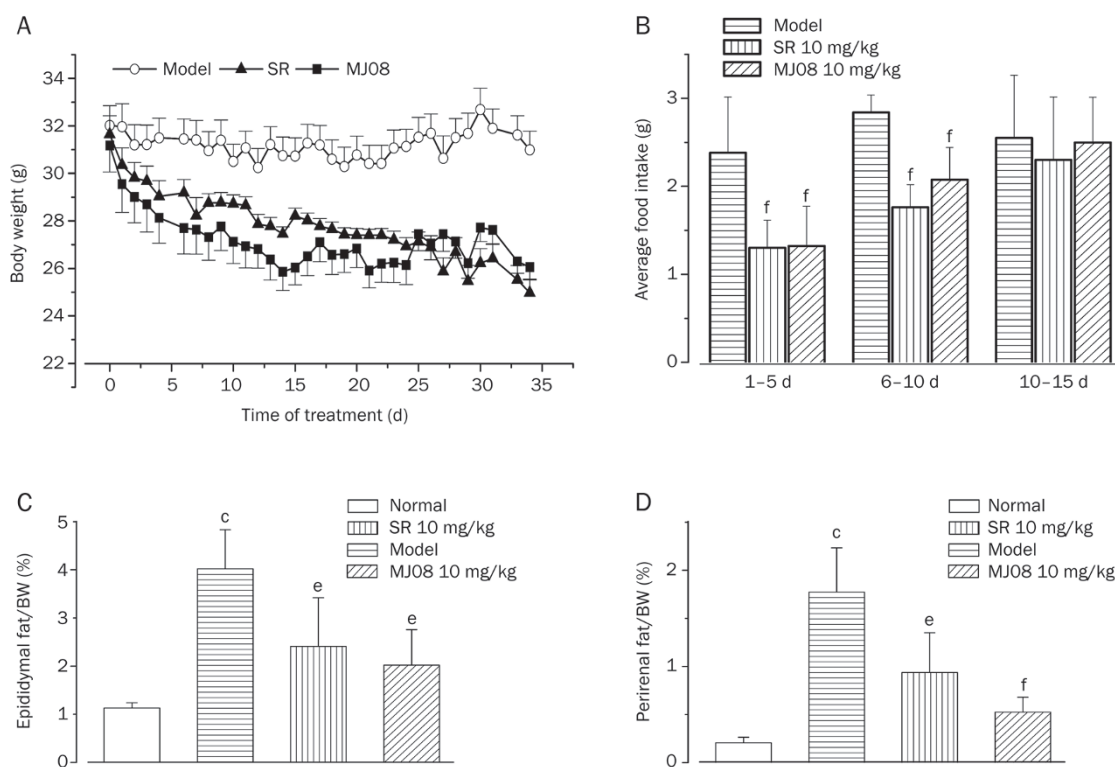 A
Model SR MJ08
34
32
30
28
26
24
22
Body weight (g)
0 5 10 15 20 25 30 35
Time of treatment (d)
B
Model
SR 10 mg/kg
MJ08 10 mg/kg
3
2
1
0
Average food intake (g)
f f
f f
1–5 d 6–10 d 10–15 d
C
Normal
SR 10 mg/kg
Model
MJ08 10 mg/kg
5
4
3
2
1
0
Epididymal fat/BW (%)
c
e
e
D
Normal
SR 10 mg/kg
Model
MJ08 10 mg/kg
2
1
0
Perirenal fat/BW (%)
c
e
f